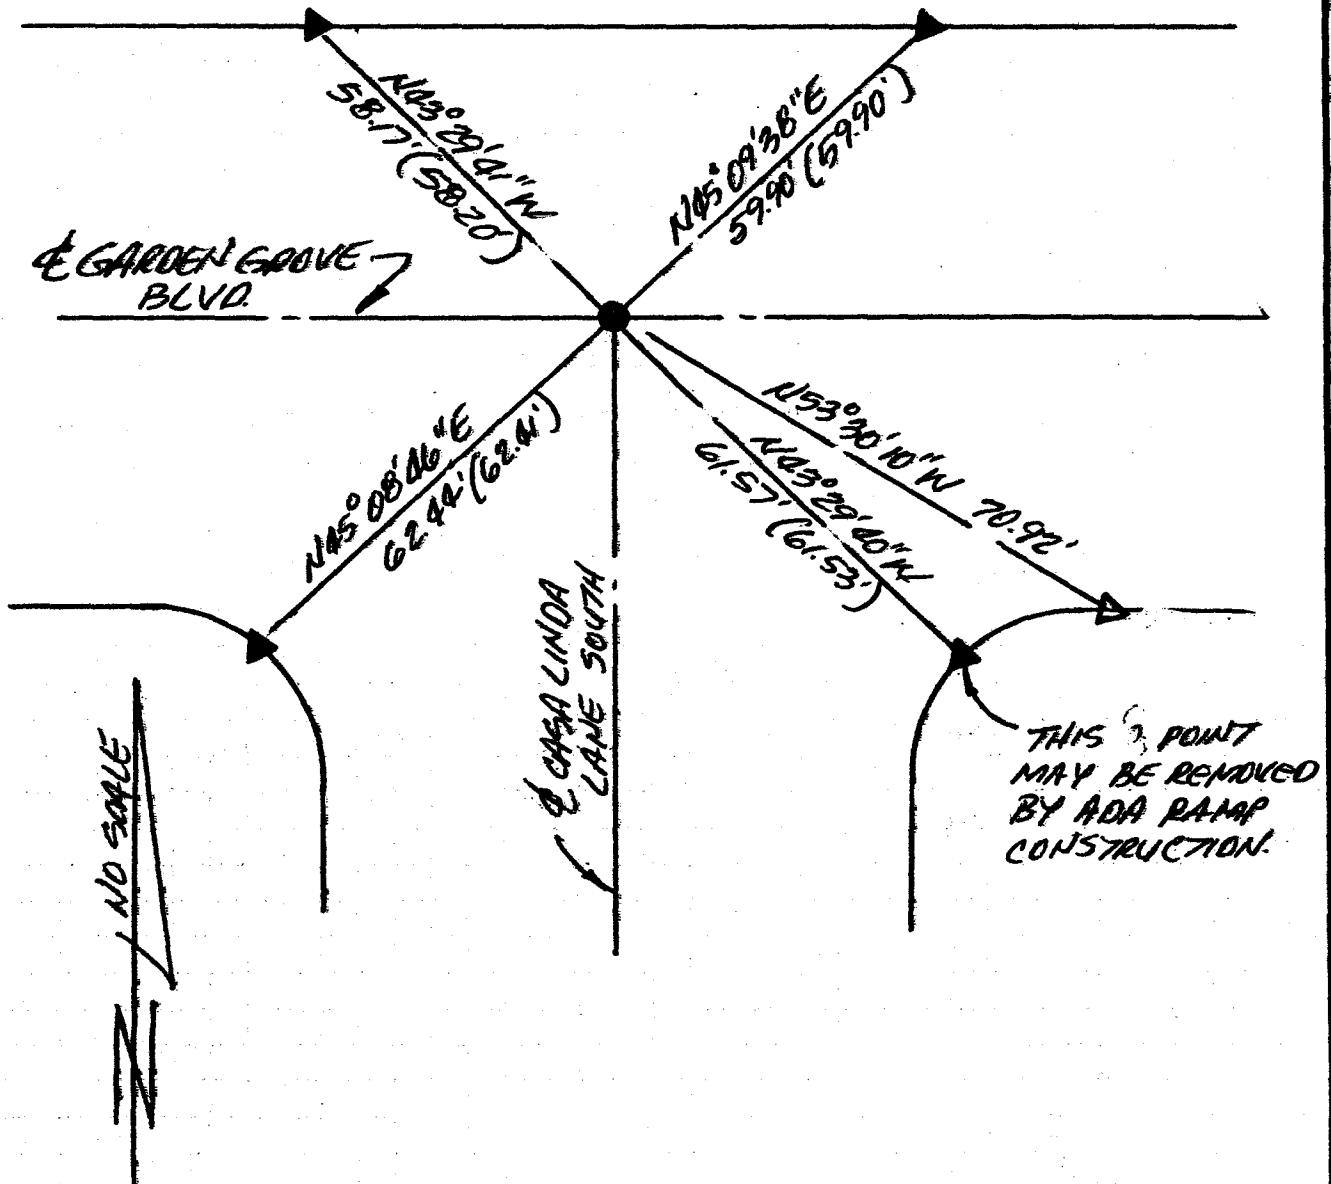 N43°29'41"W
58.17' (58.20')
N45°09'38"E
59.90' (59.90')
℄ GARDEN GROVE
BLVD.
N45°08'46"E
62.44' (62.41')
N53°30'10"W 70.92'
N43°29'40"W
61.57' (61.53')
℄ CASA LINDA
LANE SOUTH
THIS POINT
MAY BE REMOVED
BY ADA RAMP
CONSTRUCTION.
NO SCALE
N